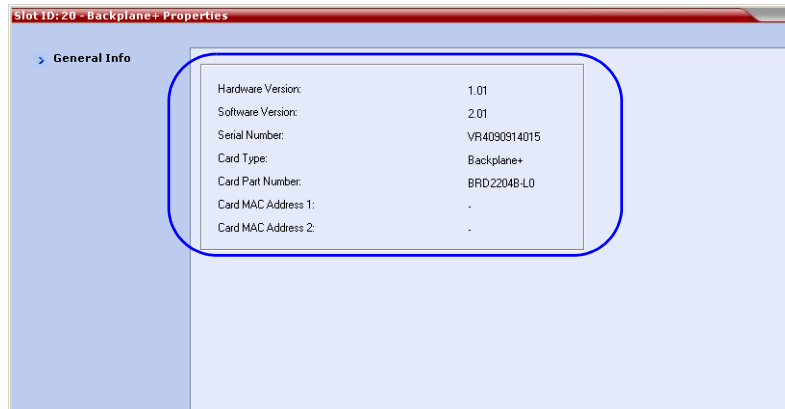 Slot ID: 20 - Backplane+ Properties
General Info
Hardware Version: 1.01
Software Version: 2.01
Serial Number: VR4090914015
Card Type: Backplane+
Card Part Number: BRD2204B-L0
Card MAC Address 1: -
Card MAC Address 2: -